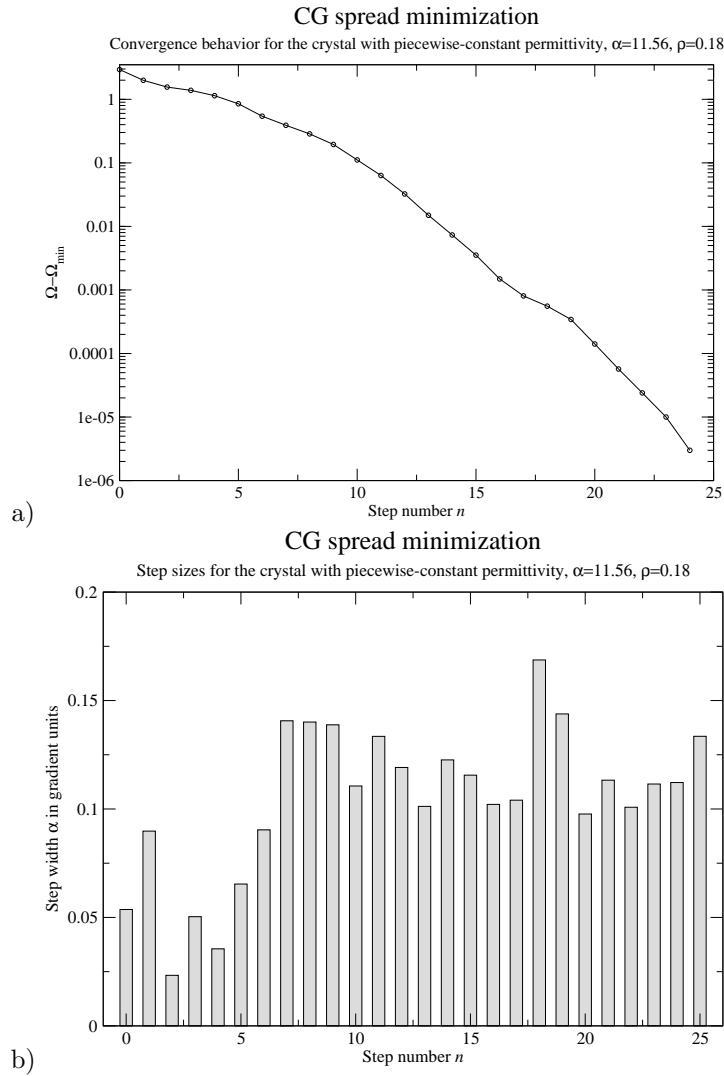 CG spread minimization
Convergence behavior for the crystal with piecewise-constant permittivity, α=11.56, ρ=0.18
1
0.1
0.01
0.001
0.0001
1e-05
1e-06
Ω−Ωmin
0 5 10 15 20 25
Step number n
a)
CG spread minimization
Step sizes for the crystal with piecewise-constant permittivity, α=11.56, ρ=0.18
0.2
0.15
0.1
0.05
0
Step width α in gradient units
0 5 10 15 20 25
Step number n
b)